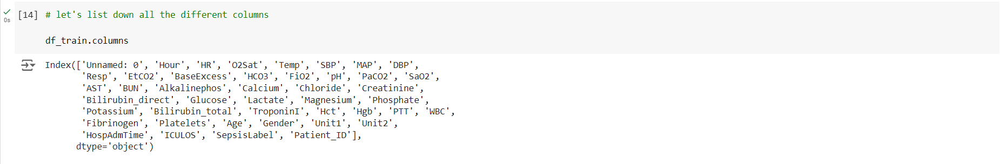 [14] # let's list down all the different columns
0s
df_train.columns
Index(['Unnamed: 0', 'Hour', 'HR', 'O2Sat', 'Temp', 'SBP', 'MAP', 'DBP',
'Resp', 'EtCO2', 'BaseExcess', 'HCO3', 'FiO2', 'pH', 'PaCO2', 'SaO2',
'AST', 'BUN', 'Alkalinephos', 'Calcium', 'Chloride', 'Creatinine',
'Bilirubin_direct', 'Glucose', 'Lactate', 'Magnesium', 'Phosphate',
'Potassium', 'Bilirubin_total', 'TroponinI', 'Hct', 'Hgb', 'PTT', 'WBC',
'Fibrinogen', 'Platelets', 'Age', 'Gender', 'Unit1', 'Unit2',
'HospAdmTime', 'ICULOS', 'SepsisLabel', 'Patient_ID'],
dtype='object')